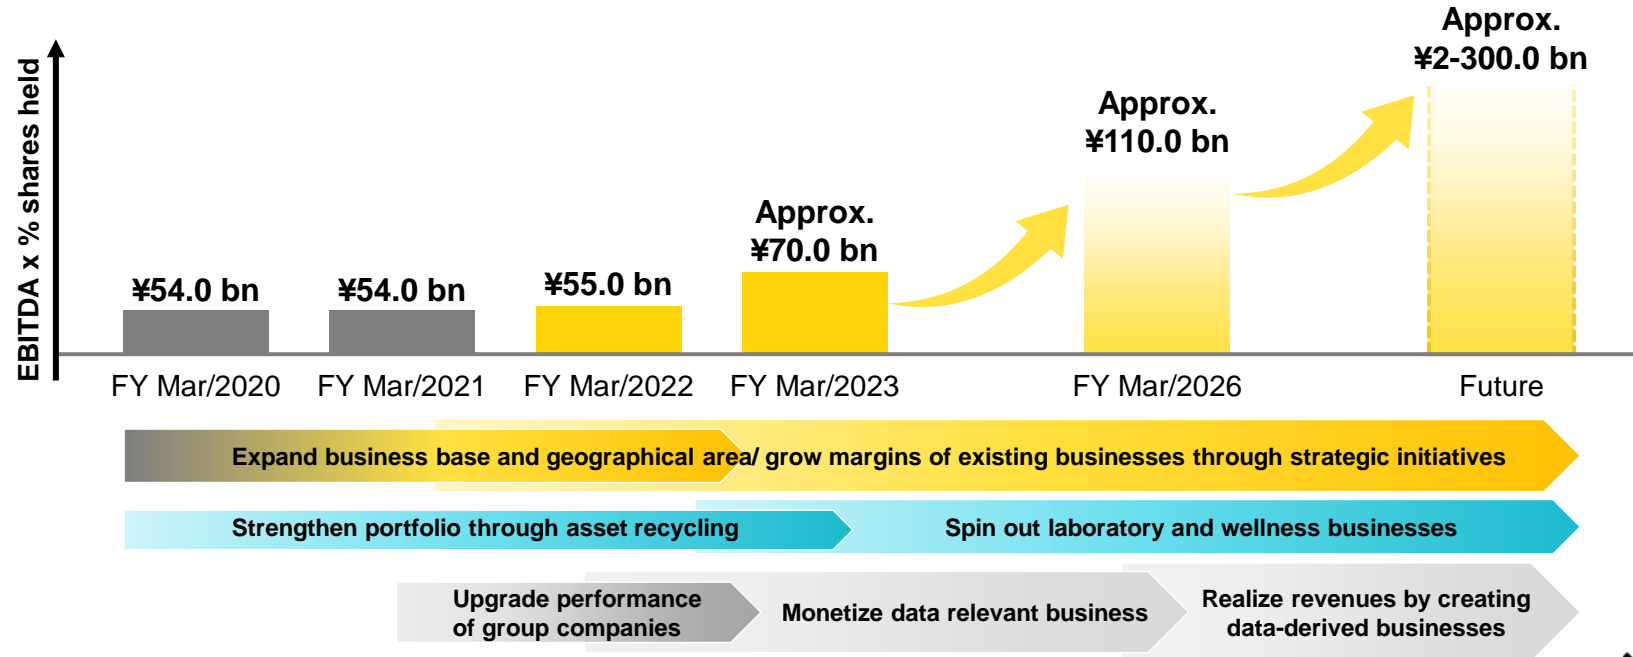 EBITDA x % shares held
Approx.
¥2-300.0 bn
Approx.
¥110.0 bn
Approx.
¥70.0 bn
¥54.0 bn
¥54.0 bn
¥55.0 bn
FY Mar/2020
FY Mar/2021
FY Mar/2022
FY Mar/2023
FY Mar/2026
Future
Expand business base and geographical area/ grow margins of existing businesses through strategic initiatives
Strengthen portfolio through asset recycling
Spin out laboratory and wellness businesses
Upgrade performance
of group companies
Monetize data relevant business
Realize revenues by creating
data-derived businesses